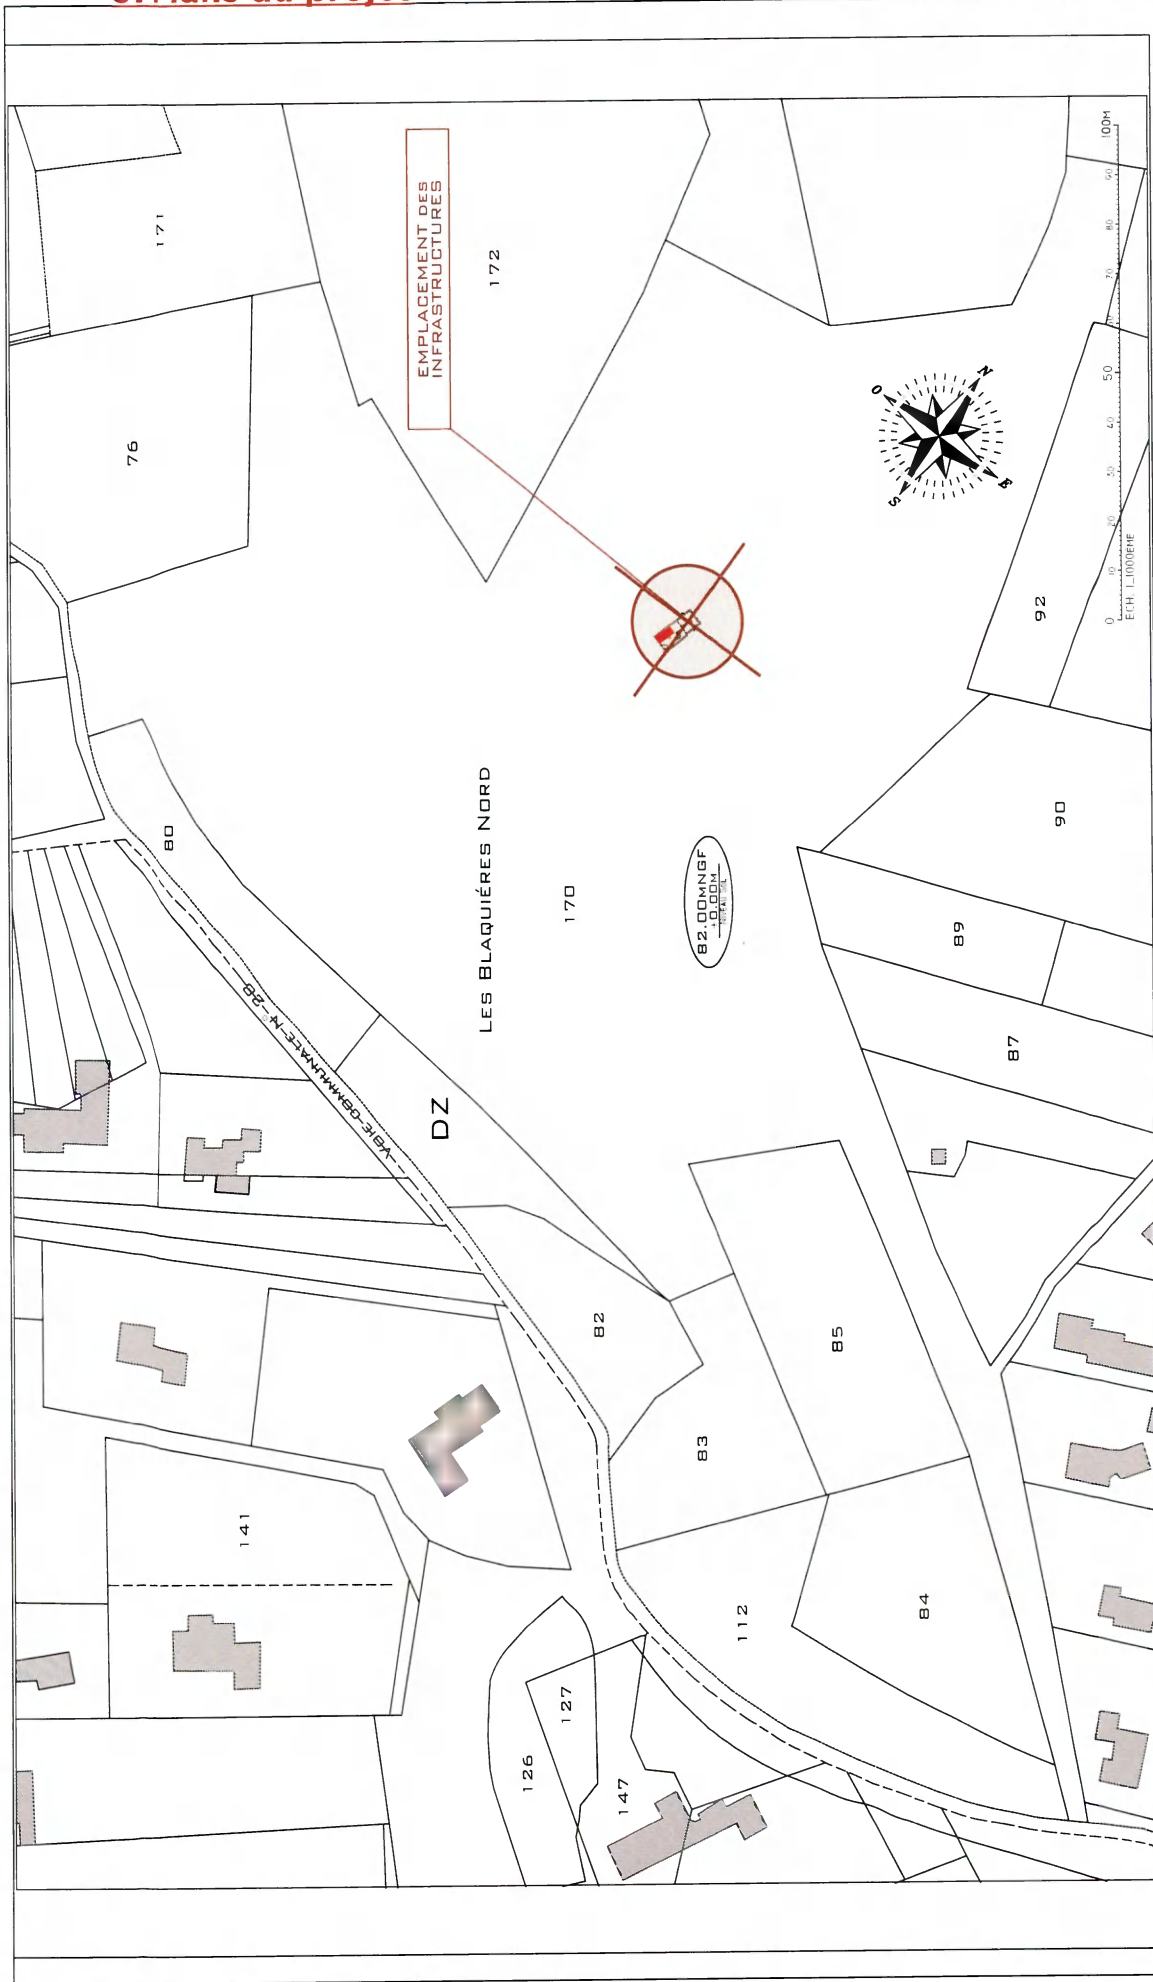 EMPLACEMENT DES
INFRASTRUCTURES
171
172
76
80
LES BLAQUIÉRES NORD
170
82.00MNGF
+0.00M
DZ
VOIE COMMUNALE N°28
O
N
S
E
0 10 20 30 40 50 60 70 80 90 100M
ECH. 1_1000EME
92
90
89
87
82
85
83
84
112
141
126
127
147